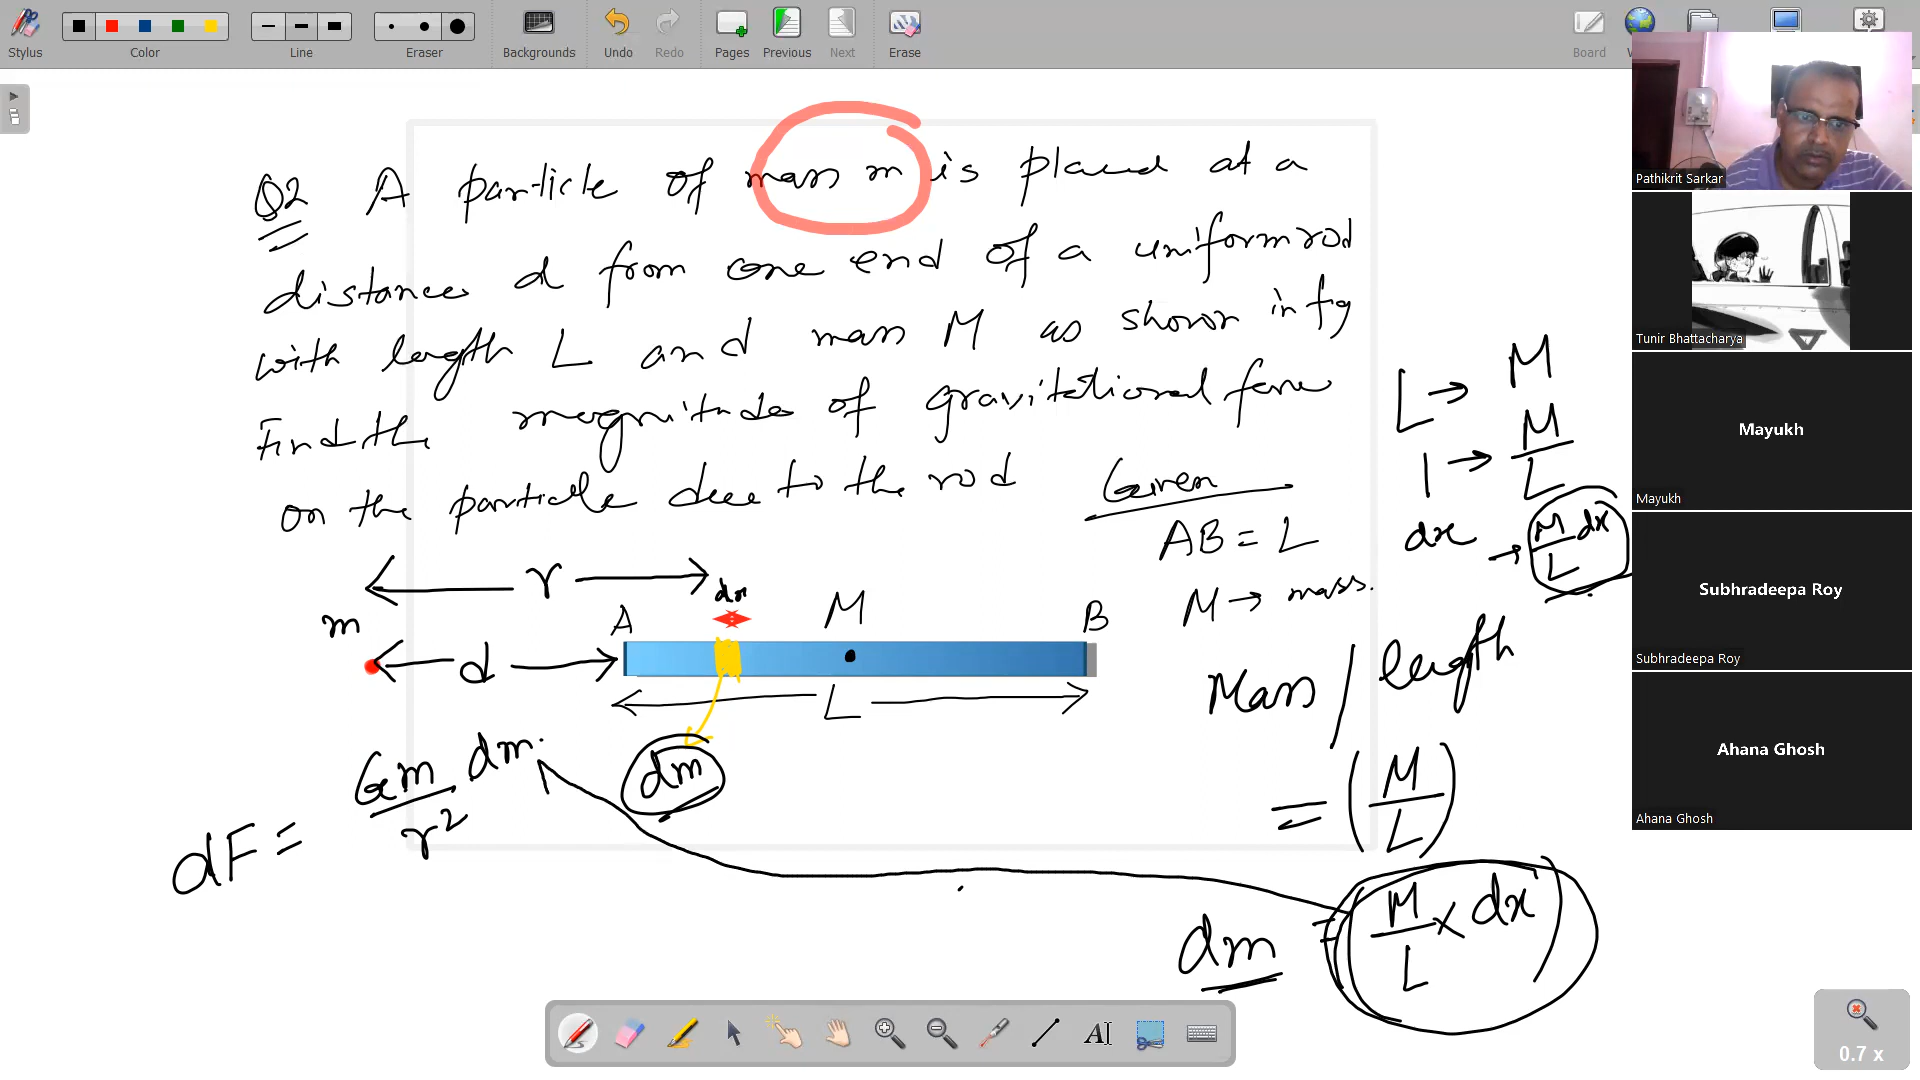 Stylus
Color
Line
Eraser
Backgrounds
Undo
Redo
Pages
Previous
Next
Erase
Board
Q2 A particle of mass m is placed at a
distance d from one end of a uniform rod
with length L and mass M as shown in fig
Find the magnitude of gravitational force
on the particle due to the rod
Given
AB = L
M → mass.
L → M
1 → M/L
dx → M/L dx
r
m
d
A
dx
M
B
L
dm
Mass / length
= (M/L)
dF = Gm dm / r²
dm = (M/L × dx)
Pathikrit Sarkar
Tunir Bhattacharya
Mayukh
Mayukh
Subhradeepa Roy
Subhradeepa Roy
Ahana Ghosh
Ahana Ghosh
0.7 x